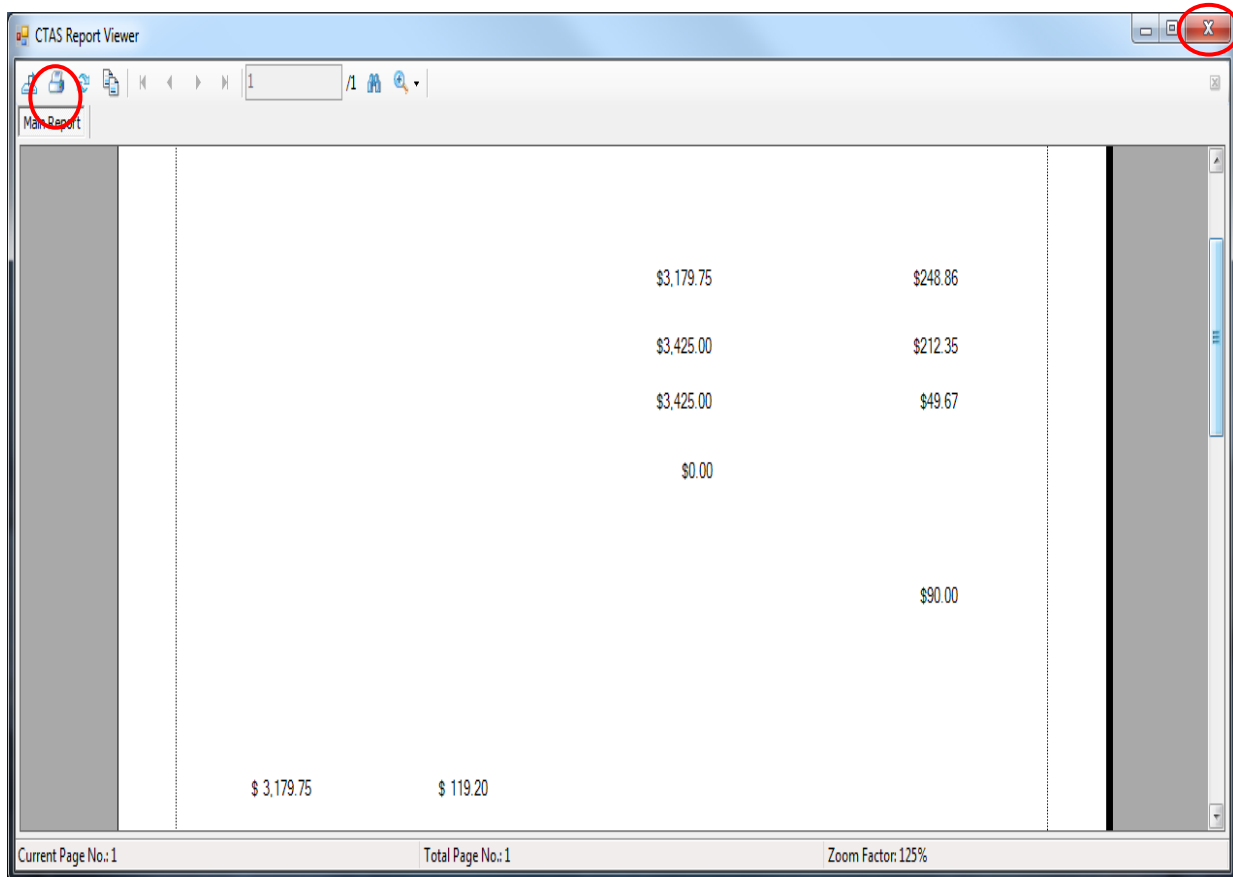 CTAS Report Viewer
1 /1
Main Report
$3,179.75 $248.86
$3,425.00 $212.35
$3,425.00 $49.67
$0.00
$90.00
$ 3,179.75 $ 119.20
Current Page No.: 1 Total Page No.: 1 Zoom Factor: 125%